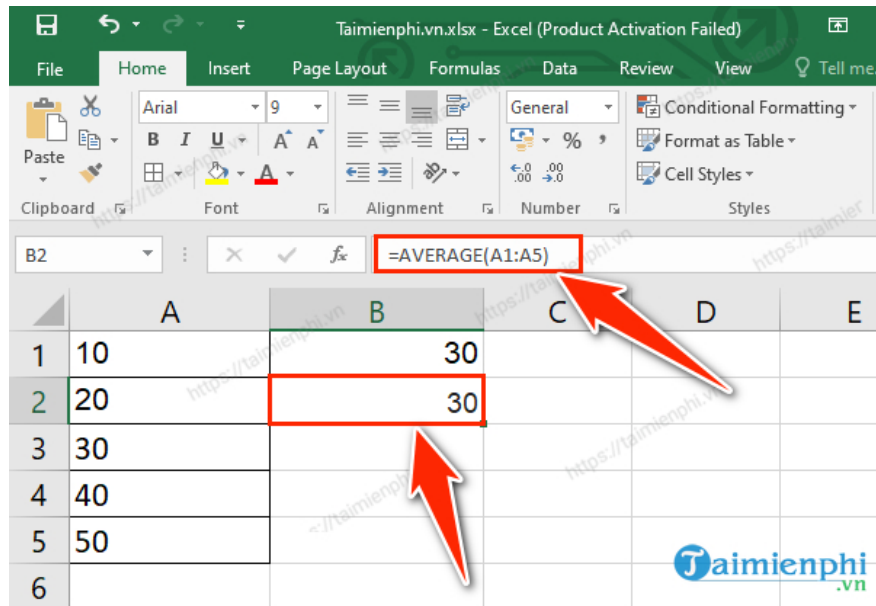 Taimienphi.vn.xlsx - Excel (Product Activation Failed)
File Home Insert Page Layout Formulas Data Review View Tell me
Arial 9 General Conditional Formatting
Paste B I U A A % , Format as Table
A .0 .00 .00 .0 Cell Styles
Clipboard Font Alignment Number Styles
B2 fx =AVERAGE(A1:A5)
A B C D E
1 10 30
2 20 30
3 30
4 40
5 50
6
Taimienphi
.vn
https://taimienphi.vn